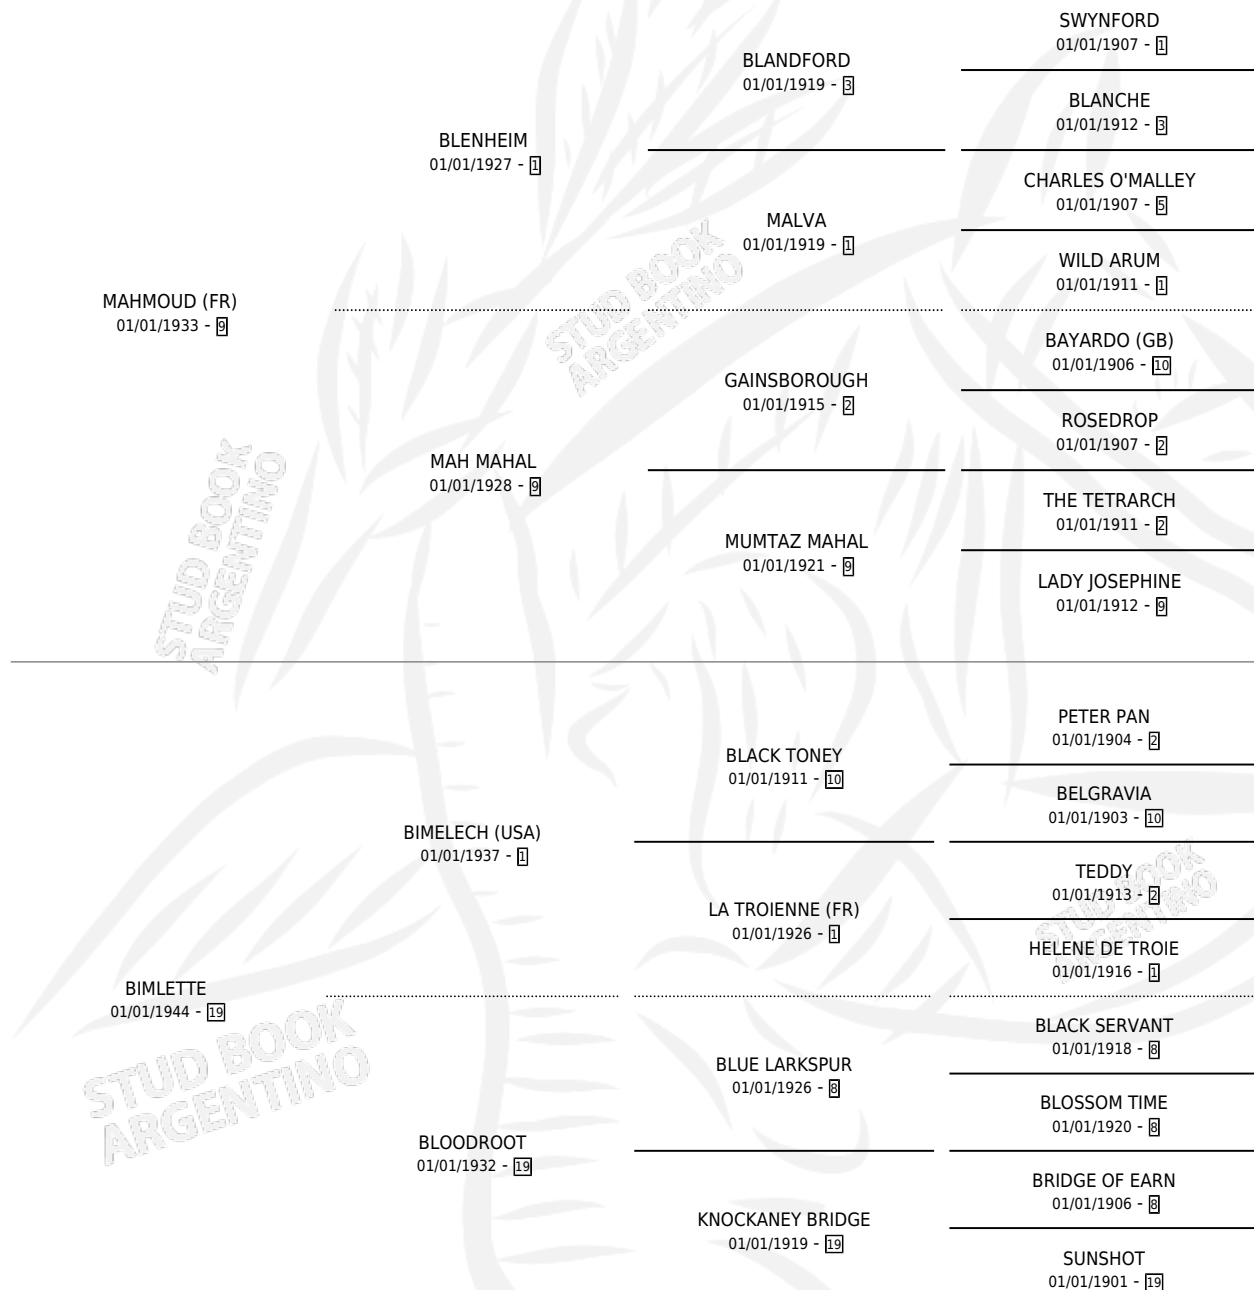 MAHMOUD (FR)
01/01/1933 - 9
BLENHEIM
01/01/1927 - 1
BLANDFORD
01/01/1919 - 3
SWYNFORD
01/01/1907 - 1
BLANCHE
01/01/1912 - 3
MALVA
01/01/1919 - 1
CHARLES O'MALLEY
01/01/1907 - 5
WILD ARUM
01/01/1911 - 1
MAH MAHAL
01/01/1928 - 9
GAINSBOROUGH
01/01/1915 - 2
BAYARDO (GB)
01/01/1906 - 10
ROSEDROP
01/01/1907 - 2
MUMTAZ MAHAL
01/01/1921 - 9
THE TETRARCH
01/01/1911 - 2
LADY JOSEPHINE
01/01/1912 - 9
BIMLETTE
01/01/1944 - 19
BIMELECH (USA)
01/01/1937 - 1
BLACK TONEY
01/01/1911 - 10
PETER PAN
01/01/1904 - 2
BELGRAVIA
01/01/1903 - 10
LA TROIENNE (FR)
01/01/1926 - 1
TEDDY
01/01/1913 - 2
HELENE DE TROIE
01/01/1916 - 1
BLOODROOT
01/01/1932 - 19
BLUE LARKSPUR
01/01/1926 - 8
BLACK SERVANT
01/01/1918 - 8
BLOSSOM TIME
01/01/1920 - 8
KNOCKANEY BRIDGE
01/01/1919 - 19
BRIDGE OF EARN
01/01/1906 - 8
SUNSHOT
01/01/1901 - 19
STUD BOOK
ARGENTINO
STUD BOOK
ARGENTINO
STUD BOOK
ARGENTINO
STUD BOOK
ARGENTINO